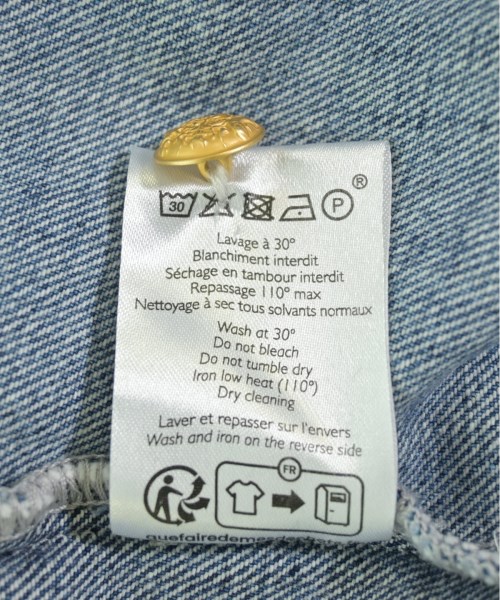 ®
30 P
Lavage à 30°
Blanchiment interdit
Séchage en tambour interdit
Repassage 110° max
Nettoyage à sec tous solvants normaux
Wash at 30°
Do not bleach
Do not tumble dry
Iron low heat (110°)
Dry cleaning
Laver et repasser sur l'envers
Wash and iron on the reverse side
FR